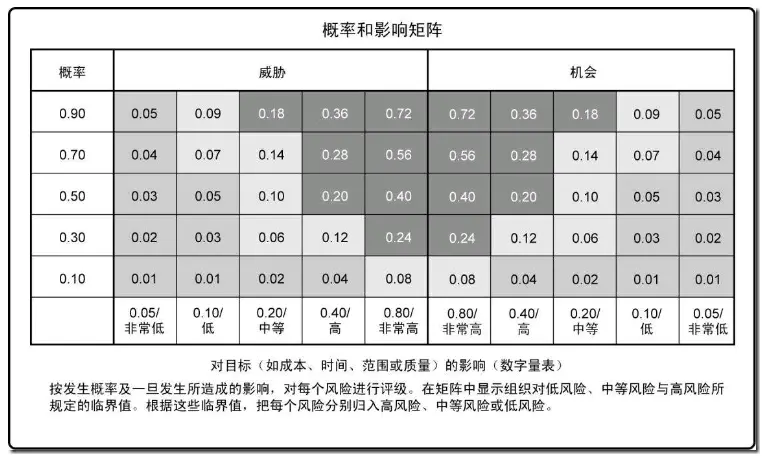 概率和影响矩阵
概率 威胁 机会
0.90 0.05 0.09 0.18 0.36 0.72 0.72 0.36 0.18 0.09 0.05
0.70 0.04 0.07 0.14 0.28 0.56 0.56 0.28 0.14 0.07 0.04
0.50 0.03 0.05 0.10 0.20 0.40 0.40 0.20 0.10 0.05 0.03
0.30 0.02 0.03 0.06 0.12 0.24 0.24 0.12 0.06 0.03 0.02
0.10 0.01 0.01 0.02 0.04 0.08 0.08 0.04 0.02 0.01 0.01
0.05/ 0.10/ 0.20/ 0.40/ 0.80/ 0.80/ 0.40/ 0.20/ 0.10/ 0.05/
非常低 低 中等 高 非常高 非常高 高 中等 低 非常低
对目标（如成本、时间、范围或质量）的影响（数字量表）
按发生概率及一旦发生所造成的影响，对每个风险进行评级。在矩阵中显示组织对低风险、中等风险与高风险所
规定的临界值。根据这些临界值，把每个风险分别归入高风险、中等风险或低风险。